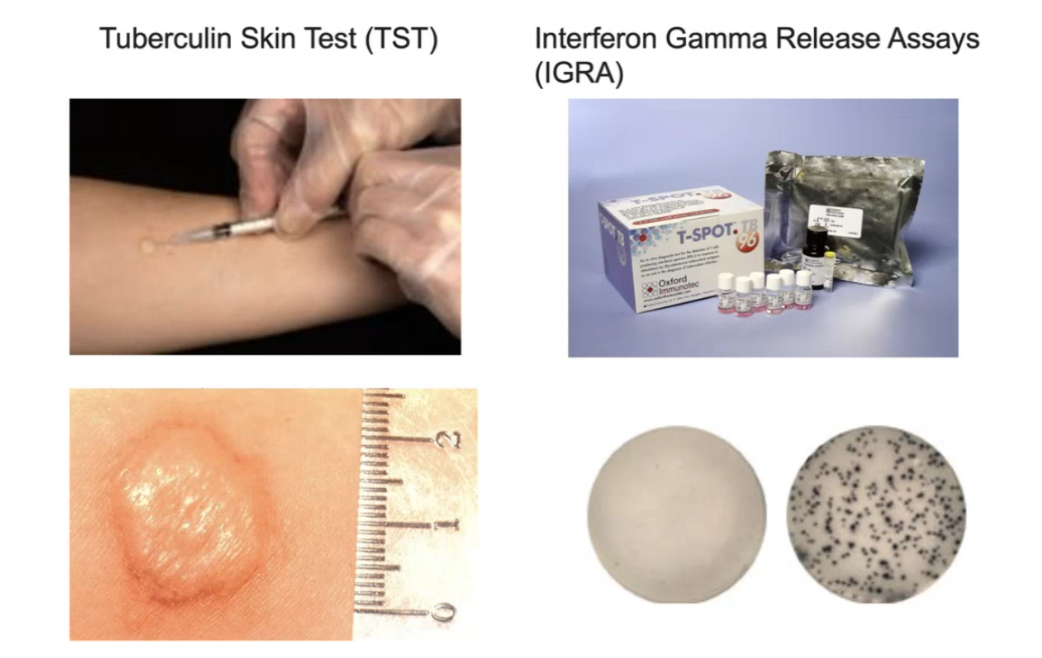 Tuberculin Skin Test (TST)
Interferon Gamma Release Assays
(IGRA)
T-SPOT.TB
96
Oxford
Immunotec
2
1
0